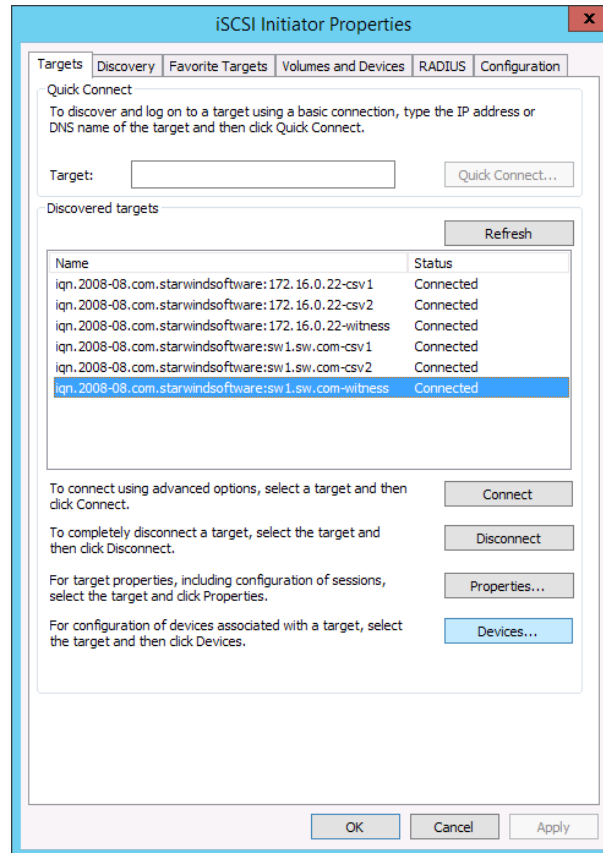 iSCSI Initiator Properties
x
Targets Discovery Favorite Targets Volumes and Devices RADIUS Configuration
Quick Connect
To discover and log on to a target using a basic connection, type the IP address or
DNS name of the target and then click Quick Connect.
Target:
Quick Connect...
Discovered targets
Refresh
Name Status
iqn.2008-08.com.starwindsoftware:172.16.0.22-csv1 Connected
iqn.2008-08.com.starwindsoftware:172.16.0.22-csv2 Connected
iqn.2008-08.com.starwindsoftware:172.16.0.22-witness Connected
iqn.2008-08.com.starwindsoftware:sw1.sw.com-csv1 Connected
iqn.2008-08.com.starwindsoftware:sw1.sw.com-csv2 Connected
iqn.2008-08.com.starwindsoftware:sw1.sw.com-witness Connected
To connect using advanced options, select a target and then
click Connect.
Connect
To completely disconnect a target, select the target and
then click Disconnect.
Disconnect
For target properties, including configuration of sessions,
select the target and click Properties.
Properties...
For configuration of devices associated with a target, select
the target and then click Devices.
Devices...
OK Cancel Apply